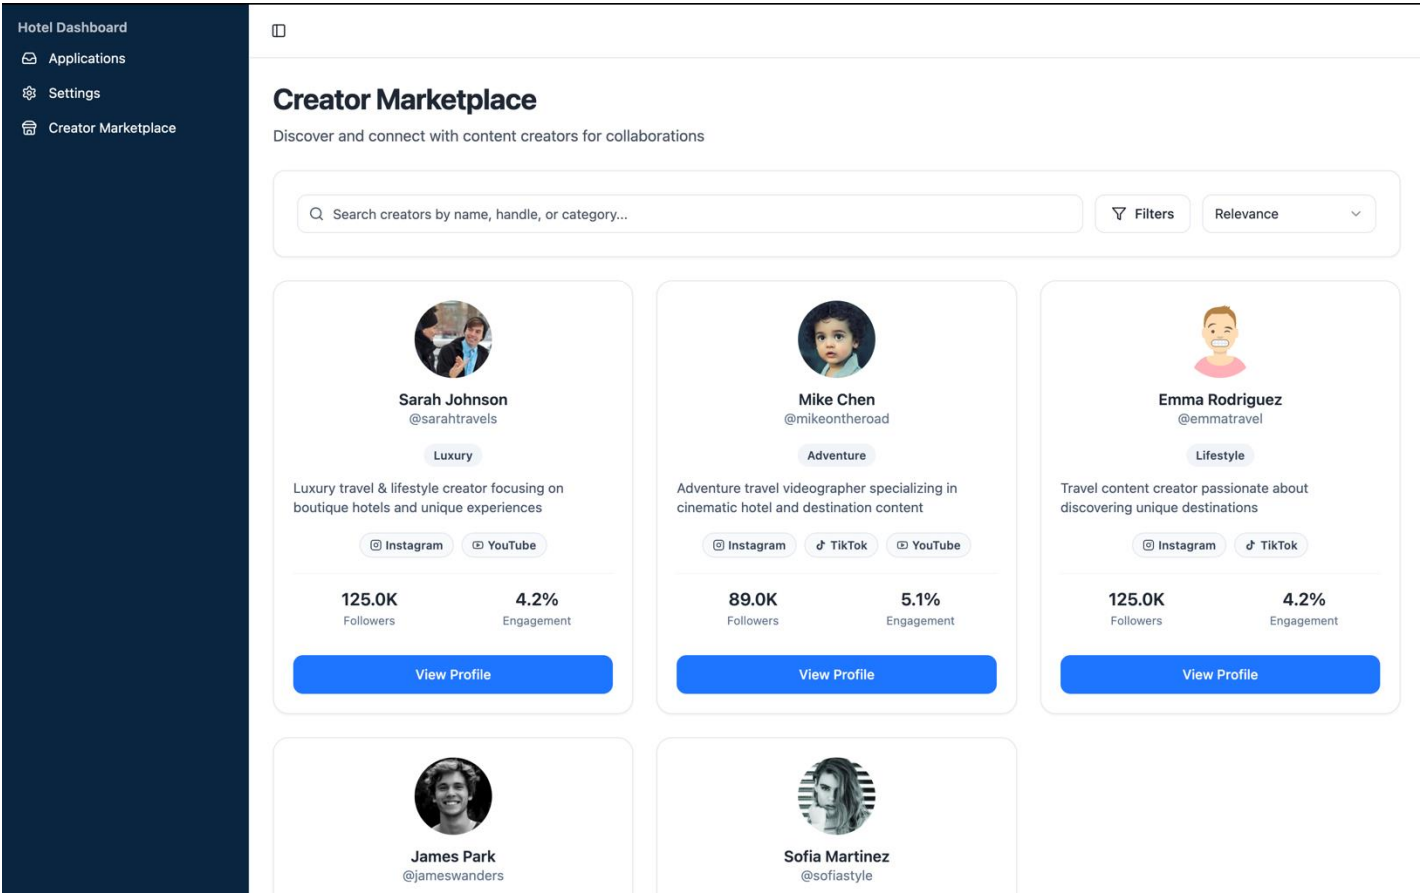 Hotel Dashboard
Applications
Settings
Creator Marketplace
Creator Marketplace
Discover and connect with content creators for collaborations
Search creators by name, handle, or category...
Filters
Relevance
Sarah Johnson
@sarahtravels
Luxury
Luxury travel & lifestyle creator focusing on
boutique hotels and unique experiences
Instagram YouTube
125.0K 4.2%
Followers Engagement
View Profile
Mike Chen
@mikeontheroad
Adventure
Adventure travel videographer specializing in
cinematic hotel and destination content
Instagram TikTok YouTube
89.0K 5.1%
Followers Engagement
View Profile
Emma Rodriguez
@emmatravel
Lifestyle
Travel content creator passionate about
discovering unique destinations
Instagram TikTok
125.0K 4.2%
Followers Engagement
View Profile
James Park
@jameswanders
Sofia Martinez
@sofiastyle